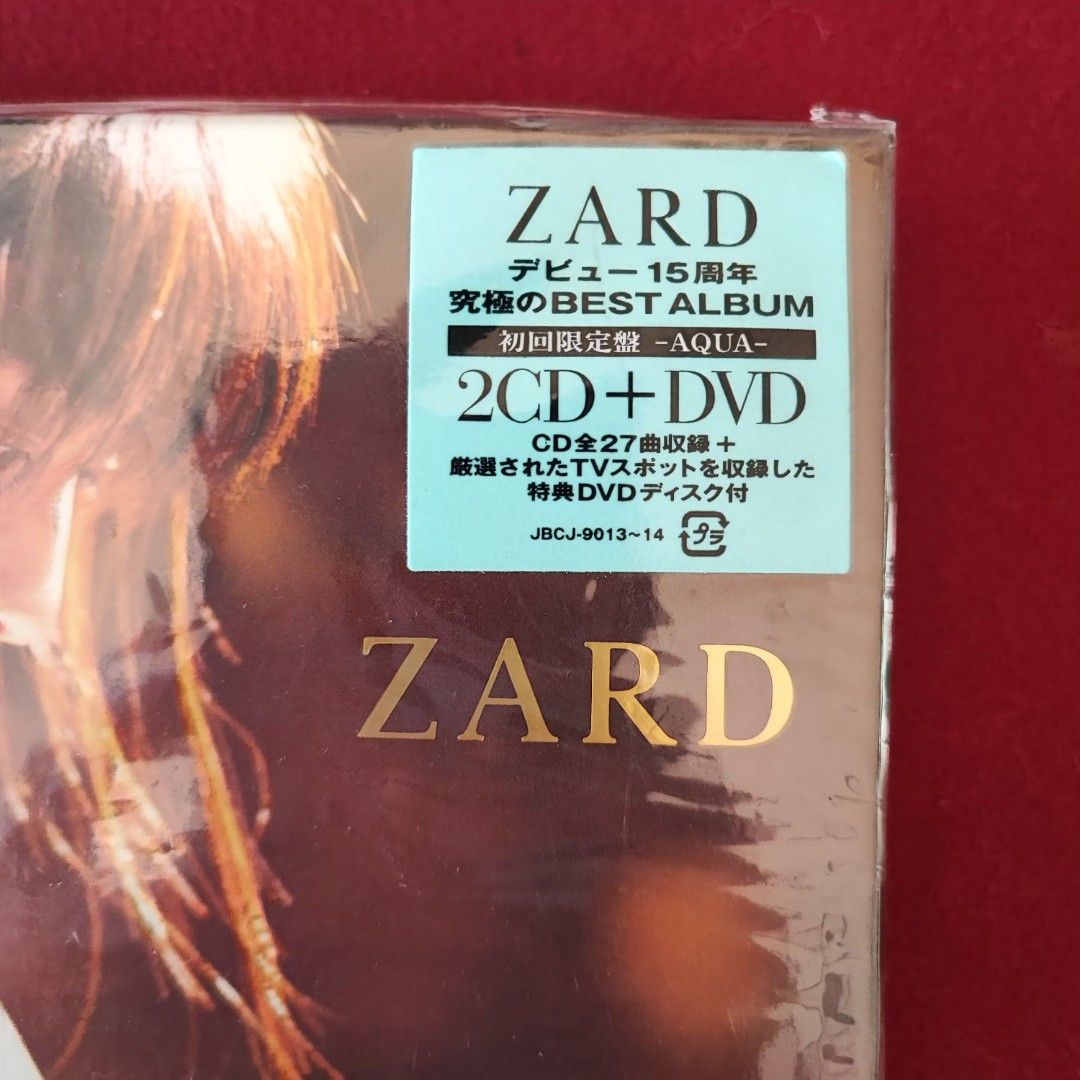 ZARD
デビュー15周年
究極のBEST ALBUM
初回限定盤 -AQUA-
2CD+DVD
CD全27曲収録+
厳選されたTVスポットを収録した
特典DVDディスク付
JBCJ-9013~14 プラ
ZARD